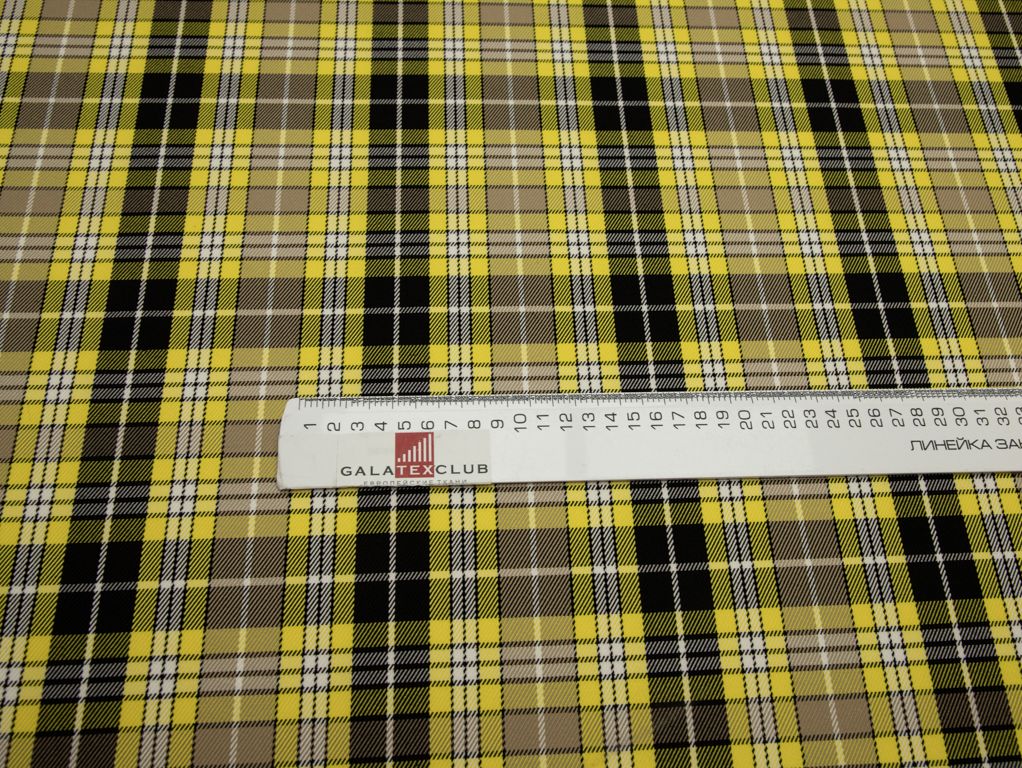 1 2 3 4 5 6 7 8 9 10 11 12 13 14 15 16 17 18 19 20 21 22 23 24 25 26 27 28 29 30 31 32
ЛИНЕЙКА ЗАК
GALATEXCLUB
ЕВРОПЕЙСКИЕ ТКАНИ